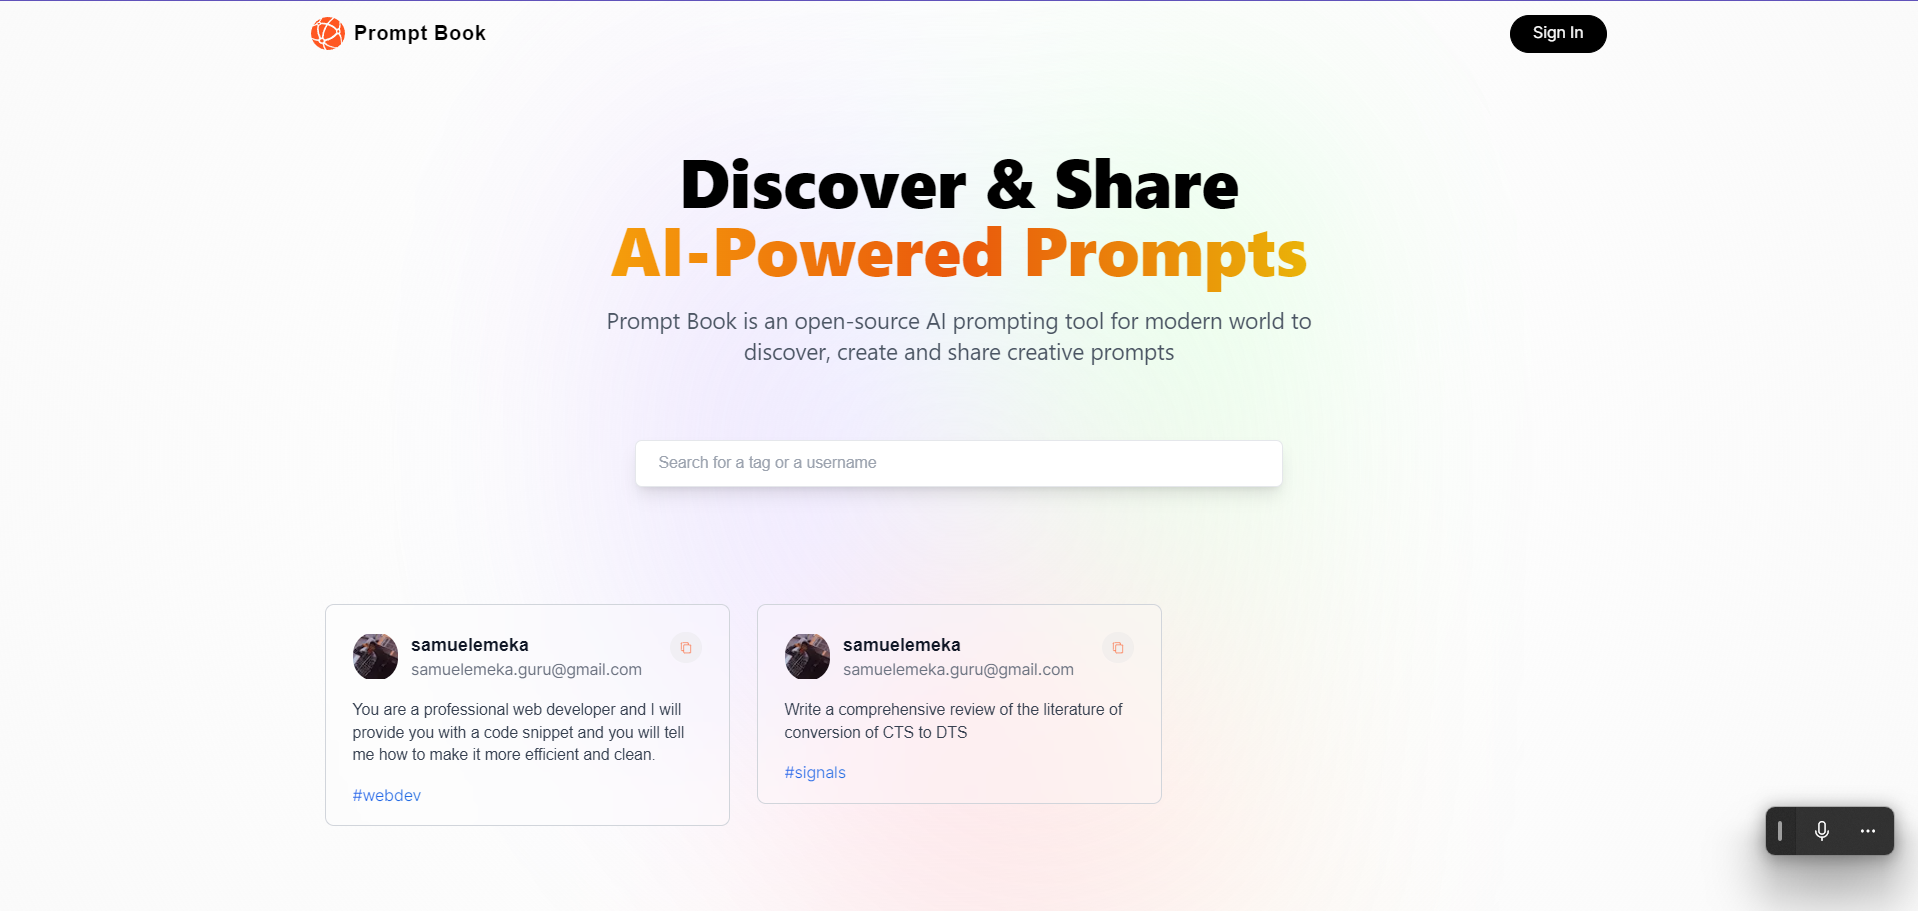 Prompt Book
Sign In
Discover & Share
AI-Powered Prompts
Prompt Book is an open-source AI prompting tool for modern world to
discover, create and share creative prompts
Search for a tag or a username
samuelemeka
samuelemeka.guru@gmail.com
You are a professional web developer and I will
provide you with a code snippet and you will tell
me how to make it more efficient and clean.
#webdev
samuelemeka
samuelemeka.guru@gmail.com
Write a comprehensive review of the literature of
conversion of CTS to DTS
#signals